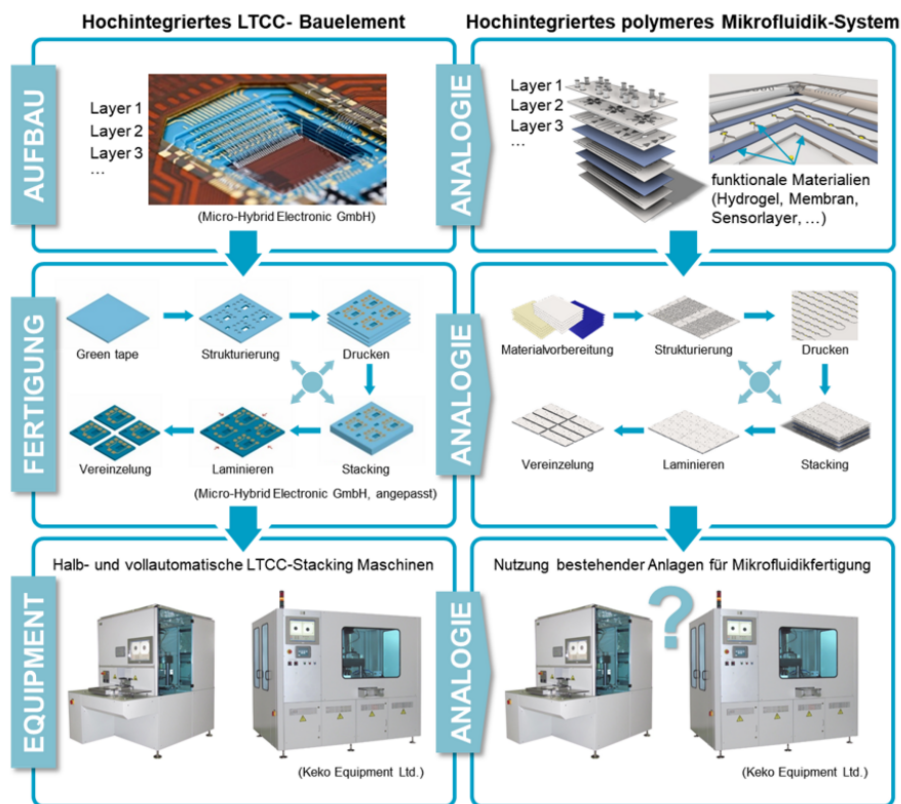 Hochintegriertes LTCC- Bauelement
Hochintegriertes polymeres Mikrofluidik-System
AUFBAU
Layer 1
Layer 2
Layer 3
...
(Micro-Hybrid Electronic GmbH)
ANALOGIE
Layer 1
Layer 2
Layer 3
...
funktionale Materialien
(Hydrogel, Membran,
Sensorlayer, ...)
FERTIGUNG
Green tape
Strukturierung
Drucken
Vereinzelung
Laminieren
Stacking
(Micro-Hybrid Electronic GmbH, angepasst)
ANALOGIE
Materialvorbereitung
Strukturierung
Drucken
Vereinzelung
Laminieren
Stacking
EQUIPMENT
Halb- und vollautomatische LTCC-Stacking Maschinen
(Keko Equipment Ltd.)
ANALOGIE
Nutzung bestehender Anlagen für Mikrofluidikfertigung
?
(Keko Equipment Ltd.)